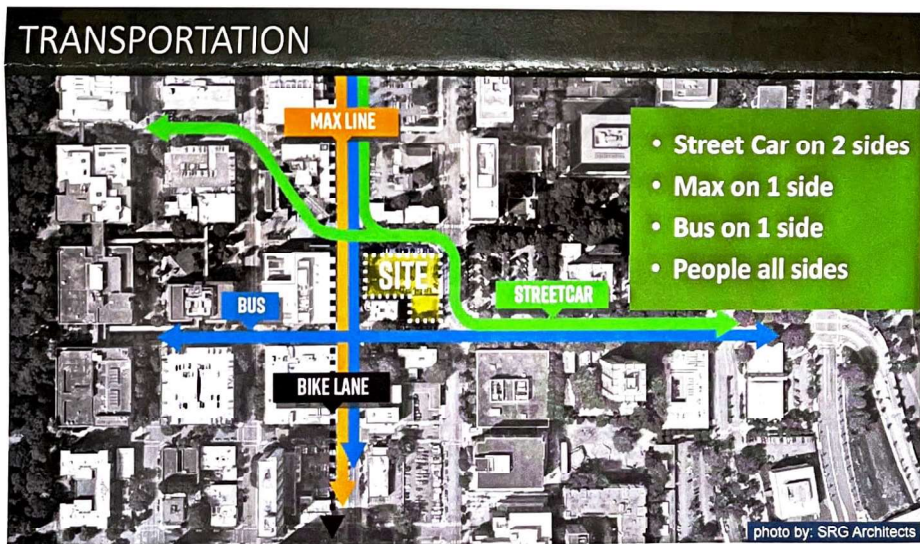 TRANSPORTATION
MAX LINE
• Street Car on 2 sides
• Max on 1 side
• Bus on 1 side
• People all sides
SITE
STREETCAR
BUS
BIKE LANE
photo by: SRG Architects